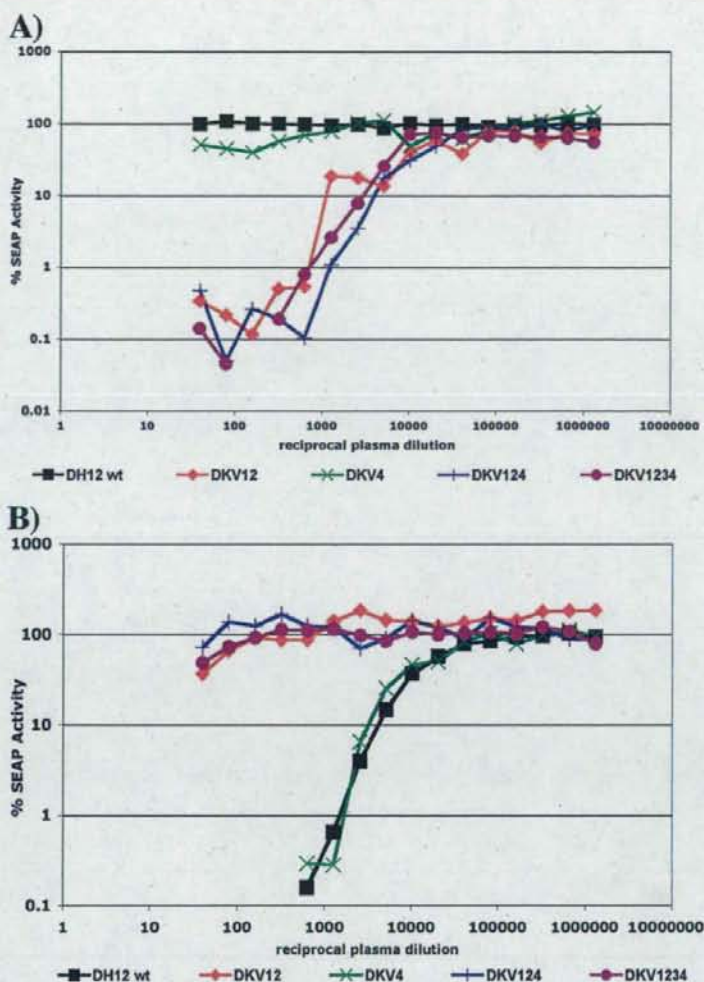 A)
1000
100
10
1
0.1
0.01
% SEAP Activity
1 10 100 1000 10000 100000 1000000 10000000
reciprocal plasma dilution
DH12 wt DKV12 DKV4 DKV124 DKV1234
B)
1000
100
10
1
0.1
% SEAP Activity
1 10 100 1000 10000 100000 1000000 10000000
reciprocal plasma dilution
DH12 wt DKV12 DKV4 DKV124 DKV1234